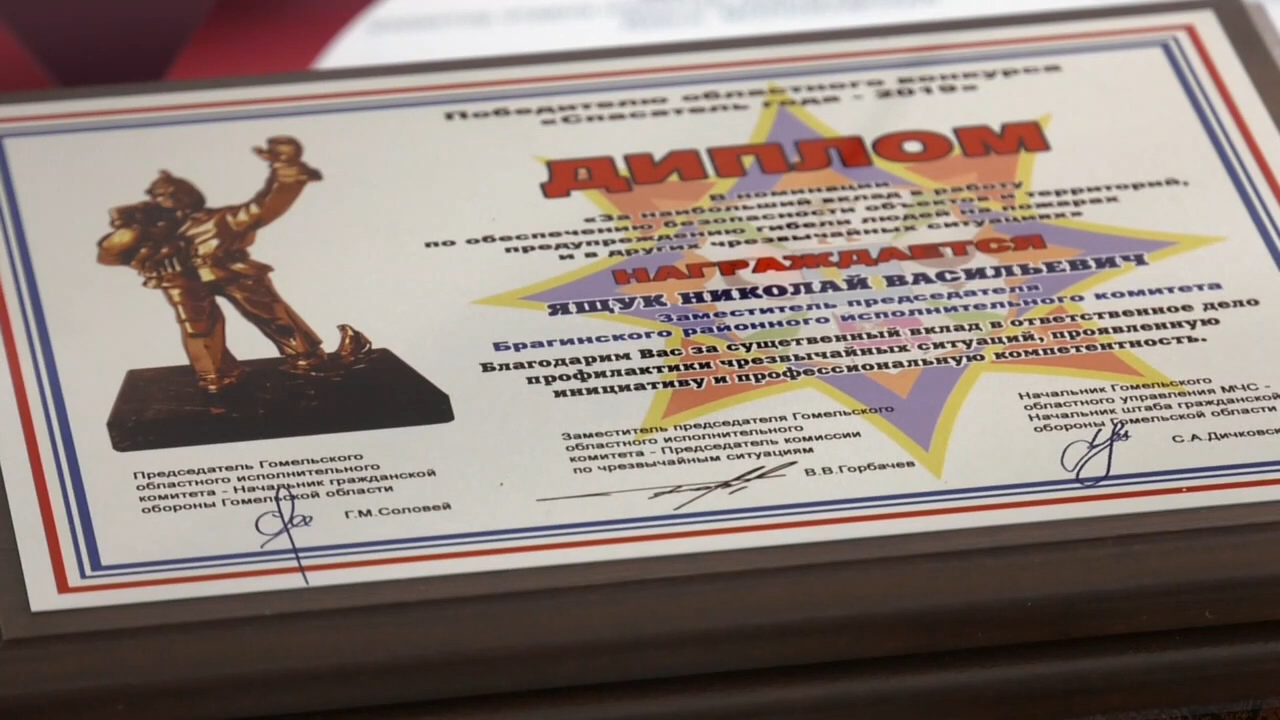 Победителю областного конкурса
«Спасатель года - 2019»
ДИПЛОМ
в номинации
«За наибольший вклад в работу
по обеспечению безопасности объектов и территорий,
предупреждению гибели людей на пожарах
и в других чрезвычайных ситуациях»
НАГРАЖДАЕТСЯ
ЯЩУК НИКОЛАЙ ВАСИЛЬЕВИЧ
Заместитель председателя
Брагинского районного исполнительного комитета
Благодарим Вас за существенный вклад в ответственное дело
профилактики чрезвычайных ситуаций, проявленную
инициативу и профессиональную компетентность.
Председатель Гомельского
областного исполнительного
комитета - Начальник гражданской
обороны Гомельской области
Г.М.Соловей
Заместитель председателя Гомельского
областного исполнительного
комитета - Председатель комиссии
по чрезвычайным ситуациям
В.В.Горбачев
Начальник Гомельского
областного управления МЧС -
Начальник штаба гражданской
обороны Гомельской области
С.А.Дичковс